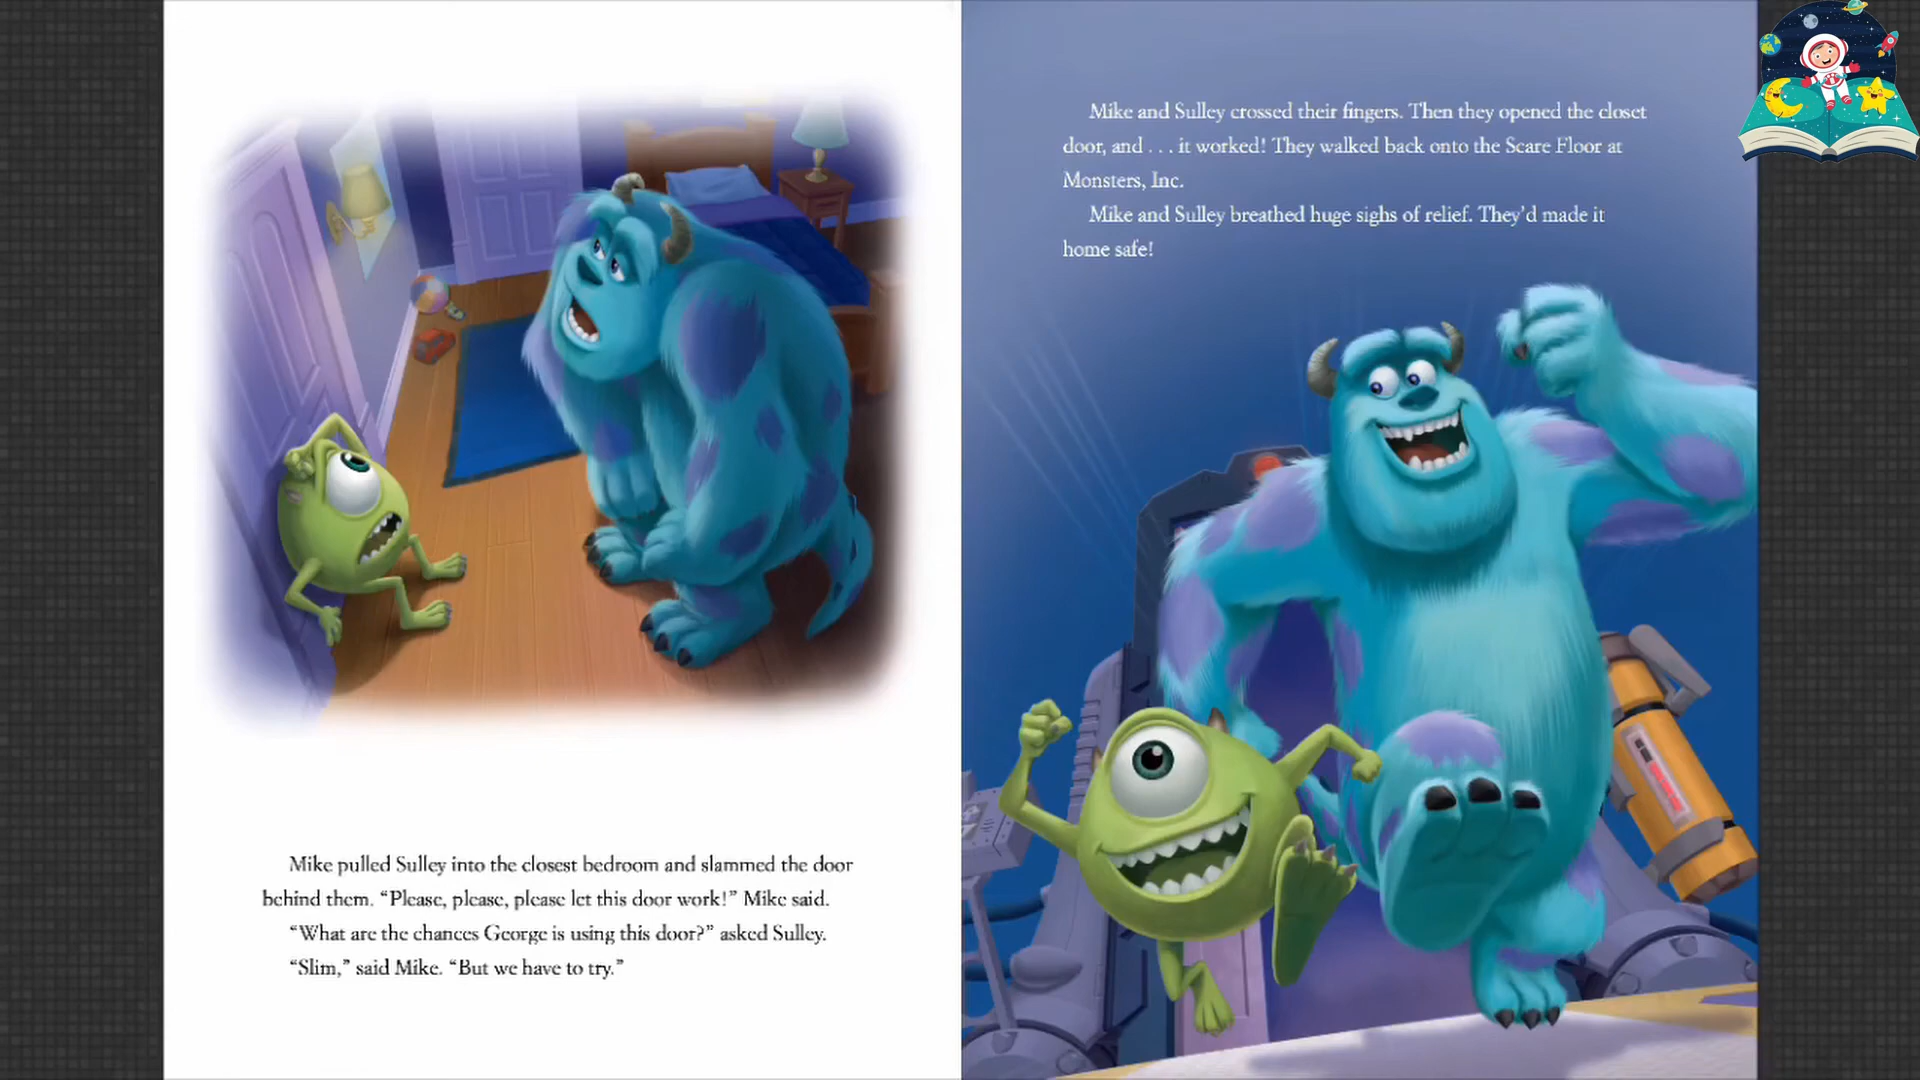 Mike pulled Sulley into the closest bedroom and slammed the door
behind them. “Please, please, please let this door work!” Mike said.
“What are the chances George is using this door?” asked Sulley.
“Slim,” said Mike. “But we have to try.”
Mike and Sulley crossed their fingers. Then they opened the closet
door, and . . . it worked! They walked back onto the Scare Floor at
Monsters, Inc.
Mike and Sulley breathed huge sighs of relief. They’d made it
home safe!